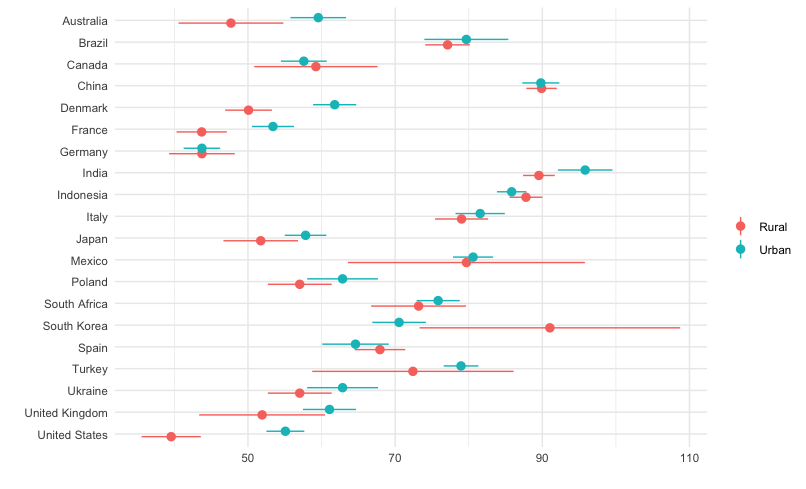 Australia
Brazil
Canada
China
Denmark
France
Germany
India
Indonesia
Italy
Japan
Mexico
Poland
South Africa
South Korea
Spain
Turkey
Ukraine
United Kingdom
United States
50 70 90 110
Rural
Urban